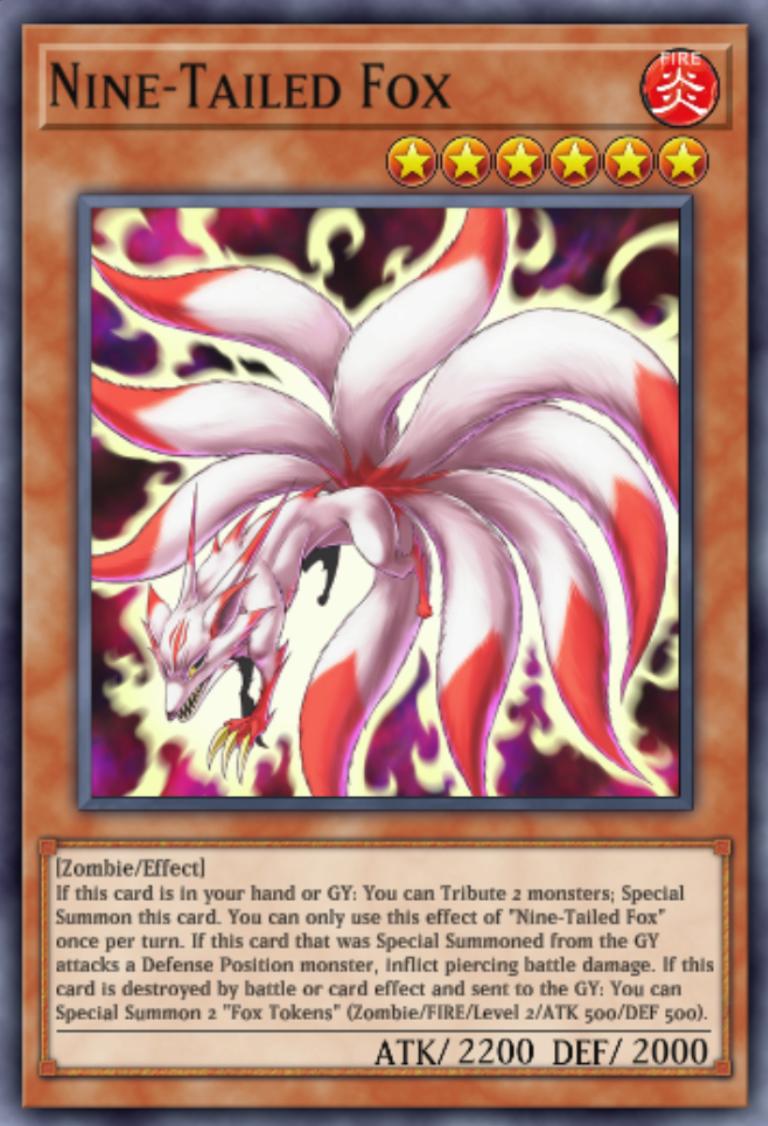 Nine-Tailed Fox
FIRE
炎
[Zombie/Effect]
If this card is in your hand or GY: You can Tribute 2 monsters; Special
Summon this card. You can only use this effect of "Nine-Tailed Fox"
once per turn. If this card that was Special Summoned from the GY
attacks a Defense Position monster, inflict piercing battle damage. If this
card is destroyed by battle or card effect and sent to the GY: You can
Special Summon 2 "Fox Tokens" (Zombie/FIRE/Level 2/ATK 500/DEF 500).
ATK/ 2200 DEF/ 2000